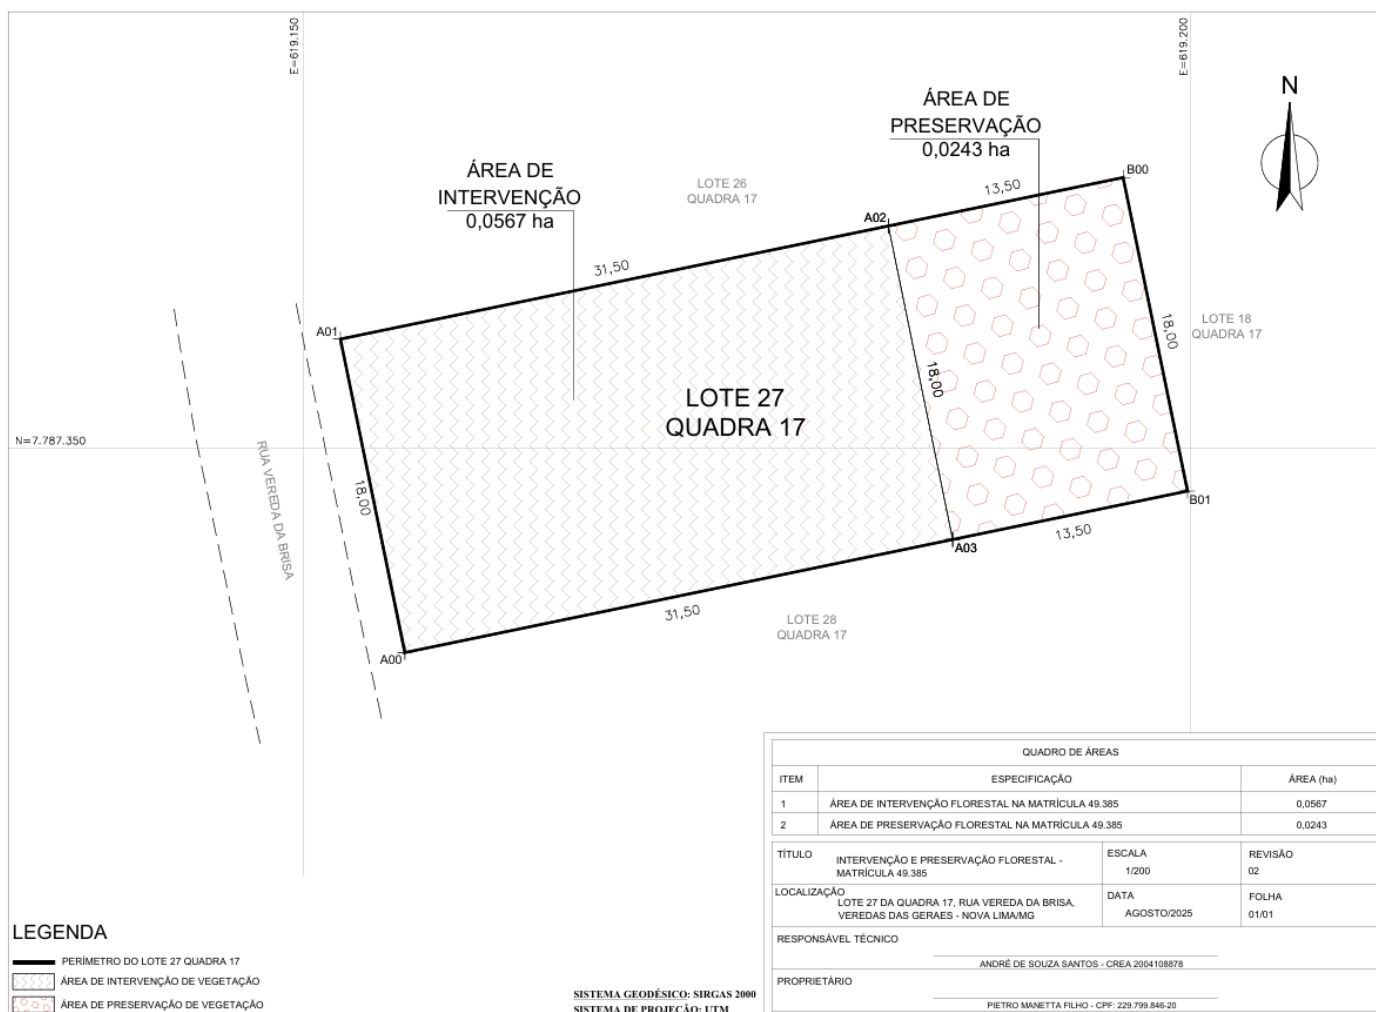 E=619.150
E=619.200
N
ÁREA DE
PRESERVAÇÃO
0,0243 ha
ÁREA DE
INTERVENÇÃO
0,0567 ha
LOTE 26
QUADRA 17
13,50
B00
A02
31,50
A01
18,00
LOTE 18
QUADRA 17
18,00
LOTE 27
QUADRA 17
N=7.787.350
RUA VEREDA DA BRISA
18,00
B01
13,50
A03
31,50
LOTE 28
QUADRA 17
A00
QUADRO DE ÁREAS
ITEM ESPECIFICAÇÃO ÁREA (ha)
1 ÁREA DE INTERVENÇÃO FLORESTAL NA MATRÍCULA 49.385 0,0567
2 ÁREA DE PRESERVAÇÃO FLORESTAL NA MATRÍCULA 49.385 0,0243
TÍTULO
INTERVENÇÃO E PRESERVAÇÃO FLORESTAL -
MATRÍCULA 49.385
ESCALA
1/200
REVISÃO
02
LOCALIZAÇÃO
LOTE 27 DA QUADRA 17, RUA VEREDA DA BRISA,
VEREDAS DAS GERAES - NOVA LIMA/MG
DATA
AGOSTO/2025
FOLHA
01/01
RESPONSÁVEL TÉCNICO
ANDRÉ DE SOUZA SANTOS - CREA 2004108878
PROPRIETÁRIO
PIETRO MANETTA FILHO - CPF: 229.799.846-20
LEGENDA
PERÍMETRO DO LOTE 27 QUADRA 17
ÁREA DE INTERVENÇÃO DE VEGETAÇÃO
ÁREA DE PRESERVAÇÃO DE VEGETAÇÃO
SISTEMA GEODÉSICO: SIRGAS 2000
SISTEMA DE PROJEÇÃO: UTM